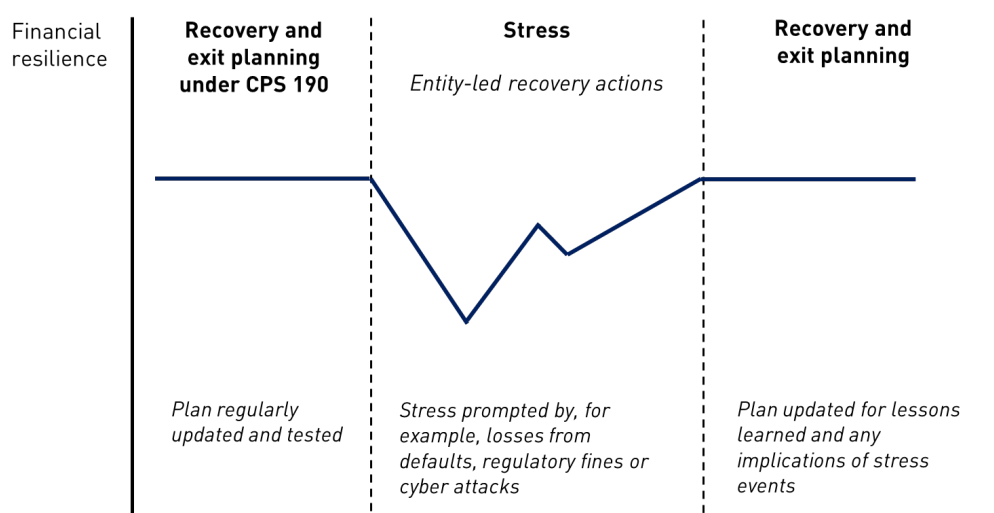 Financial
resilience
Recovery and
exit planning
under CPS 190
Stress
Entity-led recovery actions
Recovery and
exit planning
Plan regularly
updated and tested
Stress prompted by, for
example, losses from
defaults, regulatory fines or
cyber attacks
Plan updated for lessons
learned and any
implications of stress
events